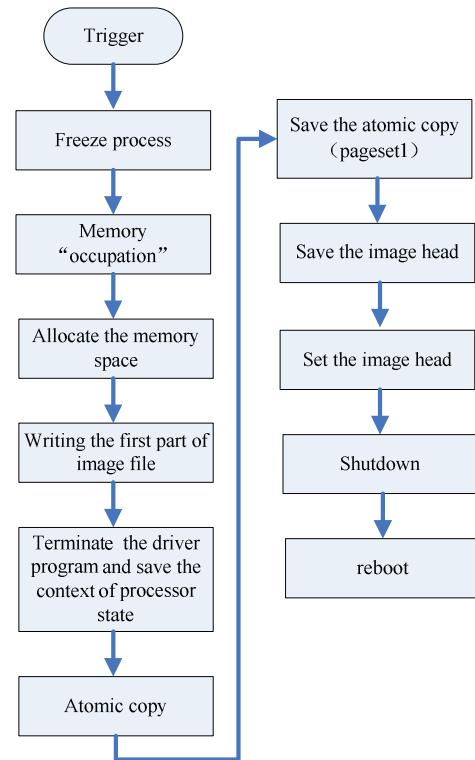 Trigger
Freeze process
Memory
“occupation”
Allocate the memory
space
Writing the first part of
image file
Terminate the driver
program and save the
context of processor
state
Atomic copy
Save the atomic copy
（pageset1）
Save the image head
Set the image head
Shutdown
reboot